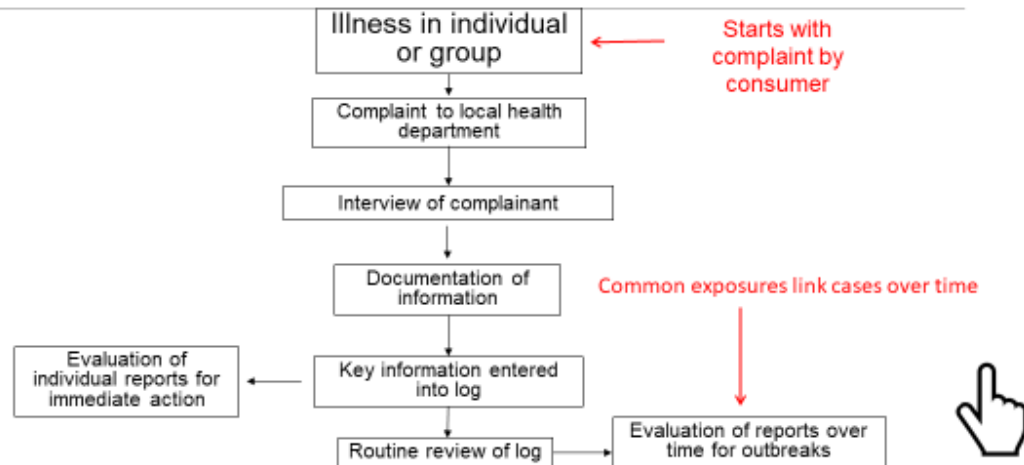 Illness in individual
or group
Starts with
complaint by
consumer
Complaint to local health
department
Interview of complainant
Documentation of
information
Common exposures link cases over time
Evaluation of
individual reports for
immediate action
Key information entered
into log
Routine review of log
Evaluation of reports over
time for outbreaks